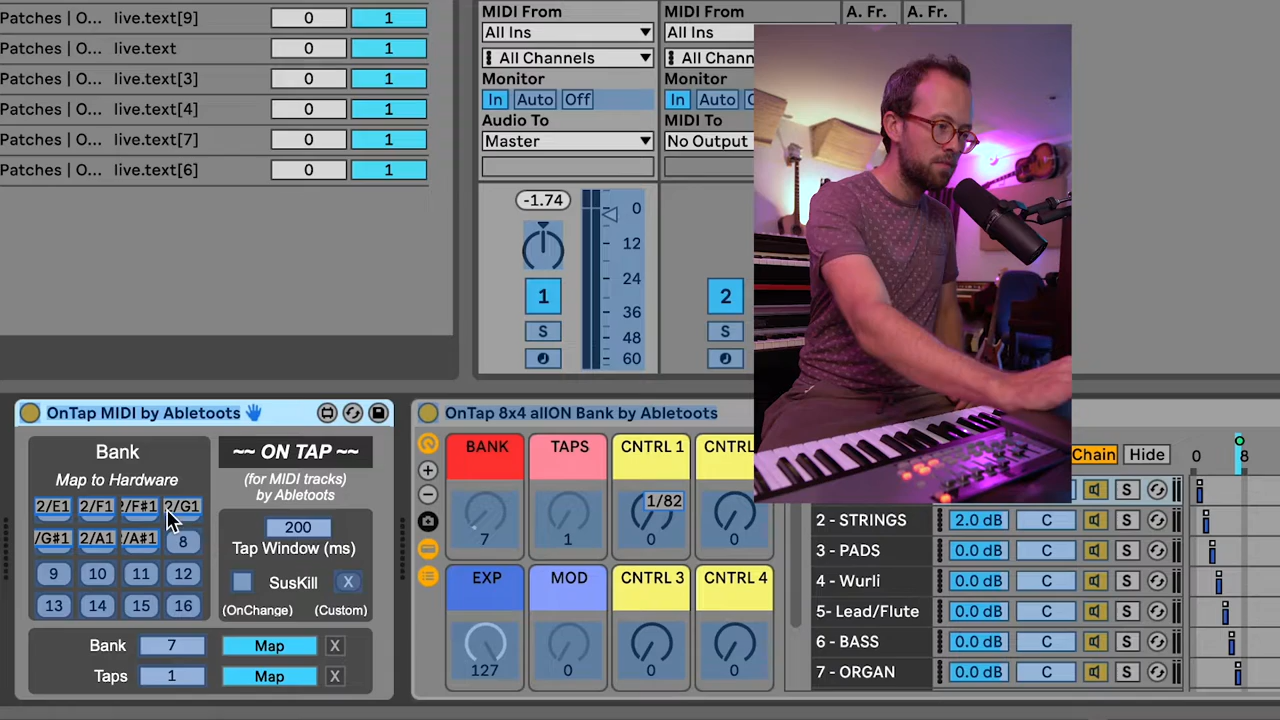 Patches | O... live.text[9] 0 1
Patches | O... live.text 0 1
Patches | O... live.text[3] 0 1
Patches | O... live.text[4] 0 1
Patches | O... live.text[7] 0 1
Patches | O... live.text[6] 0 1
MIDI From MIDI From A. Fr. A. Fr.
All Ins All Ins
All Channels All Chann
Monitor Monitor
In Auto Off In Auto
Audio To MIDI To
Master No Output
-1.74
0
12
24
36
48
60
1 2
S S
OnTap MIDI by Abletoots
Bank
Map to Hardware
2/E1 2/F1 2/F#1 2/G1
/G#1 2/A1 /A#1 8
9 10 11 12
13 14 15 16
~~ ON TAP ~~
(for MIDI tracks)
by Abletoots
200
Tap Window (ms)
SusKill X
(OnChange) (Custom)
Bank 7 Map X
Taps 1 Map X
OnTap 8x4 allON Bank by Abletoots
BANK TAPS CNTRL 1 CNTRL
1/82
7 1 0 0
EXP MOD CNTRL 3 CNTRL 4
127 0 0 0
Chain Hide 0 8
S
2 - STRINGS 2.0 dB C S
3 - PADS 0.0 dB C S
4 - Wurli 0.0 dB C S
5- Lead/Flute 0.0 dB C S
6 - BASS 0.0 dB C S
7 - ORGAN 0.0 dB C S